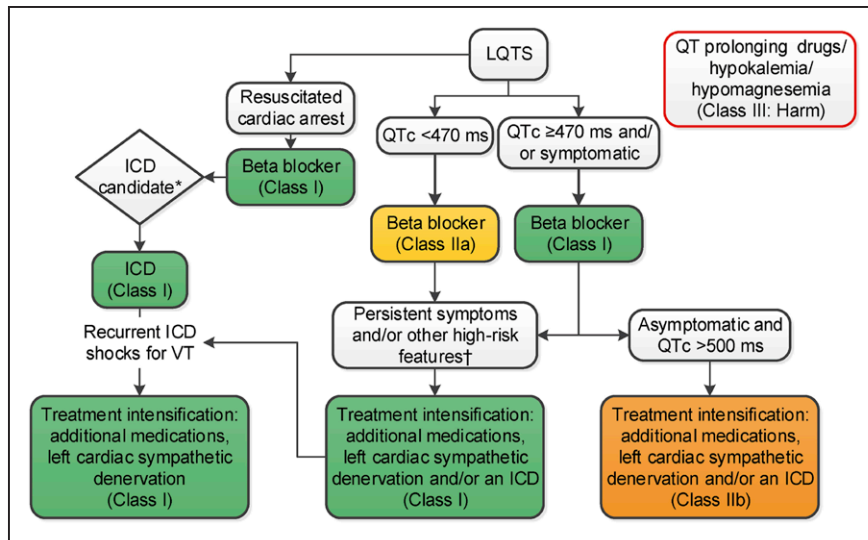 LQTS
QT prolonging drugs/
hypokalemia/
hypomagnesemia
(Class III: Harm)
Resuscitated
cardiac arrest
QTc <470 ms
QTc ≥470 ms and/
or symptomatic
ICD
candidate*
Beta blocker
(Class I)
Beta blocker
(Class IIa)
Beta blocker
(Class I)
ICD
(Class I)
Recurrent ICD
shocks for VT
Persistent symptoms
and/or other high-risk
features†
Asymptomatic and
QTc >500 ms
Treatment intensification:
additional medications,
left cardiac sympathetic
denervation
(Class I)
Treatment intensification:
additional medications,
left cardiac sympathetic
denervation and/or an ICD
(Class I)
Treatment intensification:
additional medications,
left cardiac sympathetic
denervation and/or an ICD
(Class IIb)